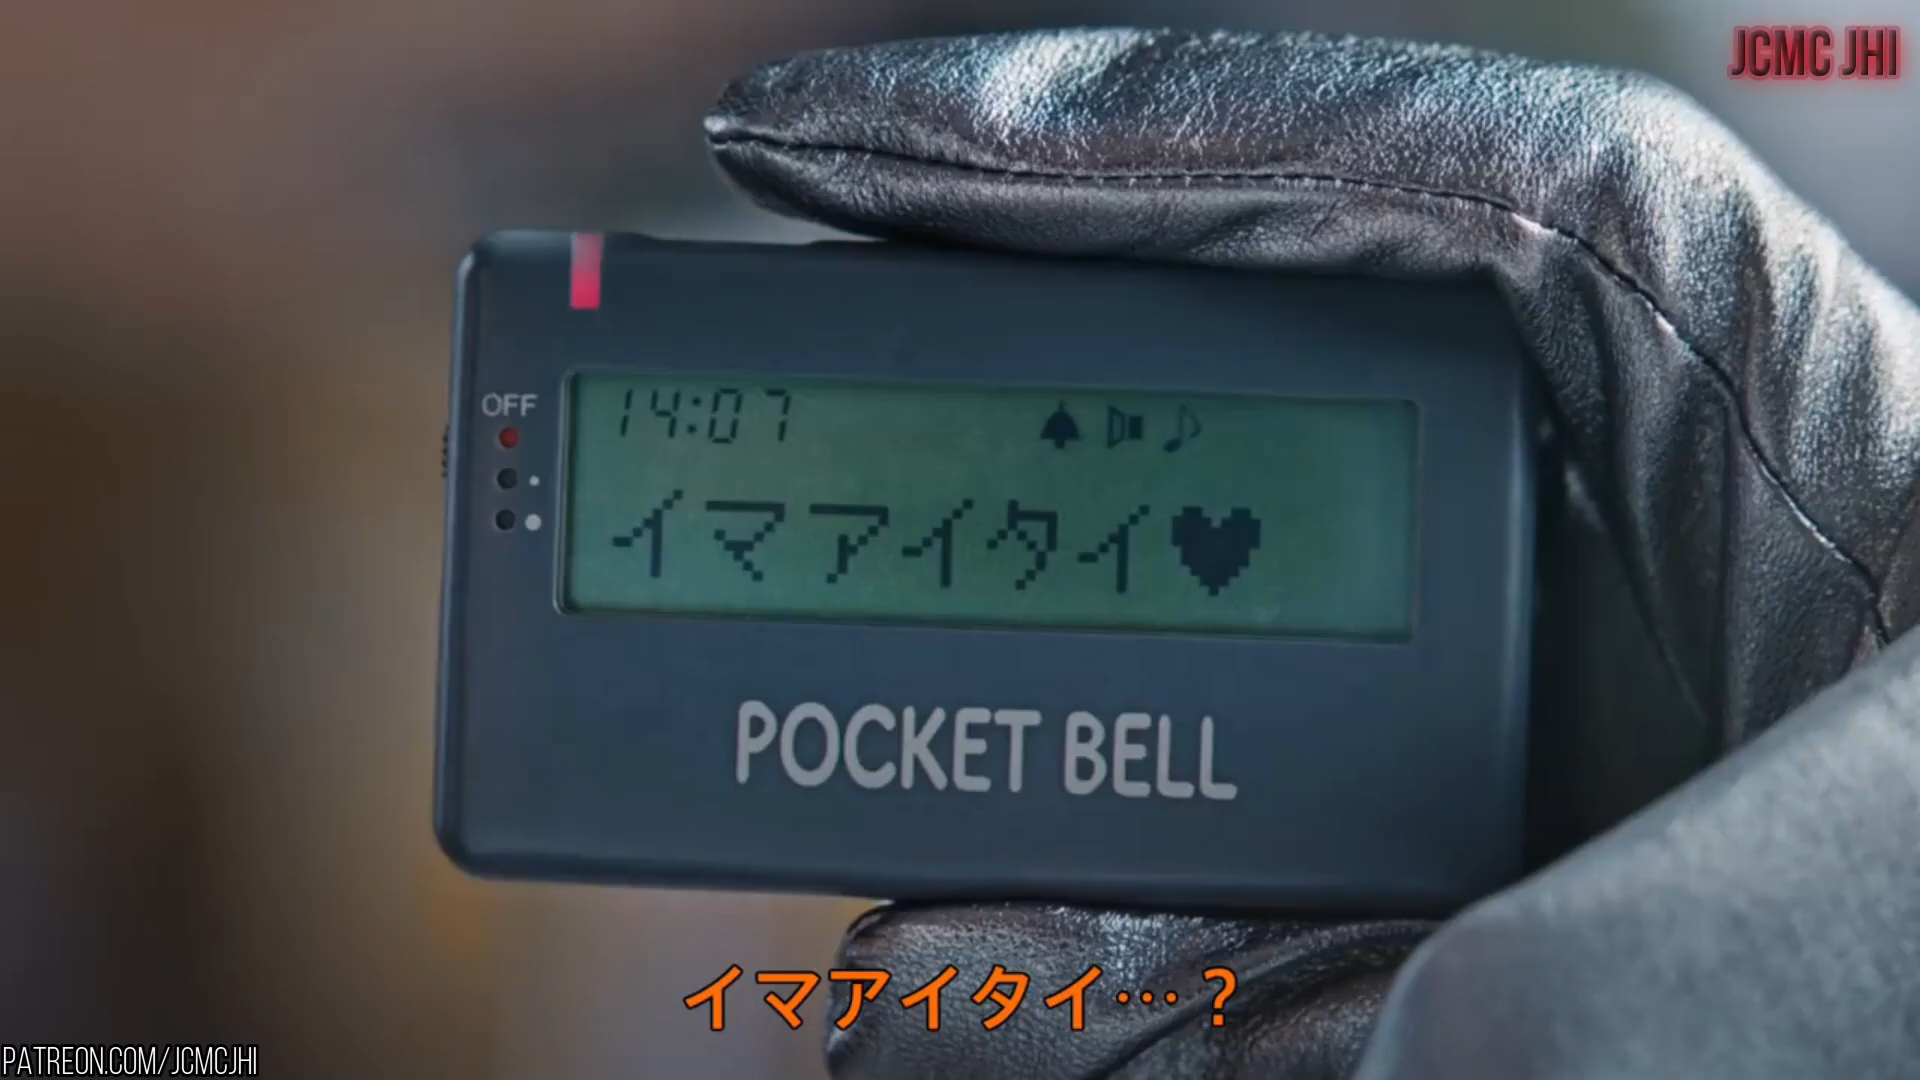 JCMC JHI
OFF
14:07
イマアイタイ♥
POCKET BELL
イマアイタイ…？
PATREON.COM/JCMCJHI